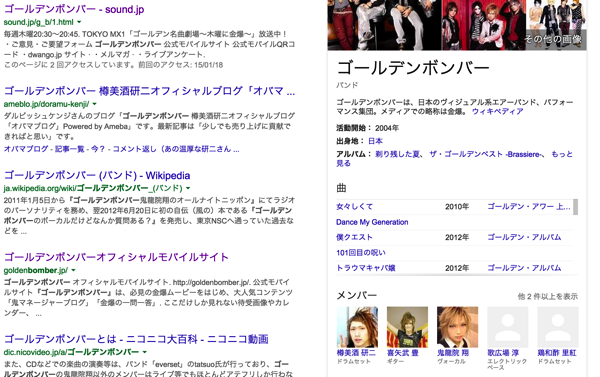 ゴールデンボンバー - sound.jp
sound.jp/g_b/1.html
毎週木曜20:30～20:45. TOKYO MX1「ゴールデン名曲劇場～木曜に金爆～」放送中！
・ご意見・ご要望フォーム ゴールデンボンバー公式モバイルサイト 公式モバイルQRコ
ード ・dwango.jp サイト・・メルマガ・・ライブアンケート.
このページに 2 回アクセスしています。前回のアクセス: 15/01/18
ゴールデンボンバー 樽美酒研二オフィシャルブログ「オバマ ...
ameblo.jp/doramu-kenji/
ダルビッシュケンジさんのブログ「ゴールデンボンバー 樽美酒研二オフィシャルブログ
「オバマブログ」Powered by Ameba」です。最新記事は「少しでも売り上げに貢献で
きればと思い」です。
オバマブログ - 記事一覧 - 今？ - コメント返し（あの温厚な研二さん ...
ゴールデンボンバー (バンド) - Wikipedia
ja.wikipedia.org/wiki/ゴールデンボンバー_(バンド)
2011年1月5日から『ゴールデンボンバー鬼龍院翔のオールナイトニッポン』にてラジオ
のパーソナリティを務め、翌2012年6月20日に初の自伝（風）の本である『ゴールデン
ボンバーのボーカルだけどなんか質問ある？』を発売し、東京NSCへ通っていた過去な
どを ...
ゴールデンボンバーオフィシャルモバイルサイト
goldenbomber.jp/
ゴールデンボンバー オフィシャルモバイルサイト. http://goldenbomber.jp/. 公式モバイ
ルサイト『ゴールデンボンバー』は、必見の金爆ムービーをはじめ、大人気コンテンツ
「鬼マネージャーブログ」「金爆の一問一答」. ここだけしか見れない待受画像やカレ
ンダー、 ...
ゴールデンボンバーとは - ニコニコ大百科 - ニコニコ動画
dic.nicovideo.jp/a/ゴールデンボンバー
また、CDなどでの楽曲の演奏等は、バンド「everset」のtatsuo氏が行っており、ゴー
ルデンボンバーの鬼龍院翔以外のメンバーはライブ等でもほとんどアテフリしか行わな
その他の画像
ゴールデンボンバー
バンド
ゴールデンボンバーは、日本のヴィジュアル系エアーバンド、パフォー
マンス集団。メディアでの略称は金爆。 ウィキペディア
活動開始： 2004年
出身地： 日本
アルバム： 剃り残した夏、 ザ・ゴールデンベスト -Brassiere-、 もっと
見る
曲
女々しくて 2010年 ゴールデン・アワー 上...
Dance My Generation
僕クエスト 2012年 ゴールデン・アルバム
101回目の呪い
トラウマキャバ嬢 2012年 ゴールデン・アルバム
メンバー 他 2 件以上を表示
樽美酒 研二 喜矢武 豊 鬼龍院 翔 歌広場 淳 鶏和酢 里紅
ドラムセット ギター ヴォーカル エレクトリックベース ドラムセット